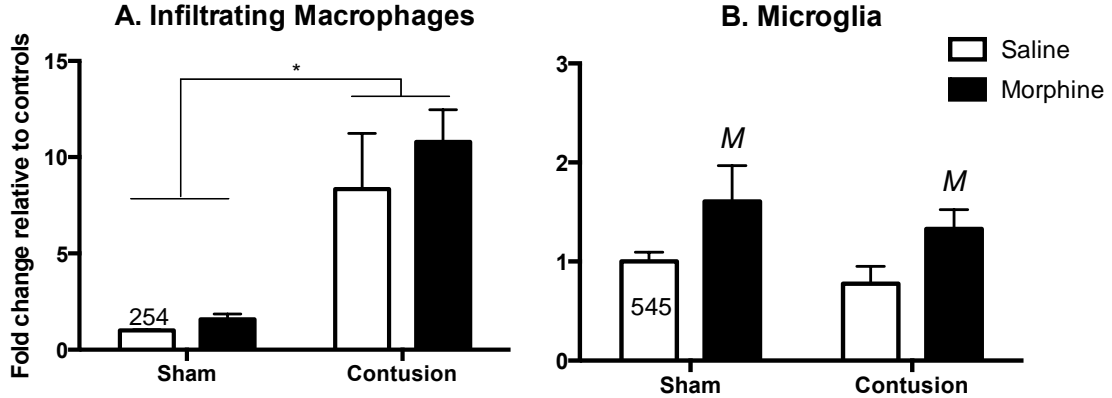 A. Infiltrating Macrophages
Fold change relative to controls
15
10
5
0
*
254
Sham
Contusion
B. Microglia
Saline
Morphine
3
2
1
0
M
M
545
Sham
Contusion